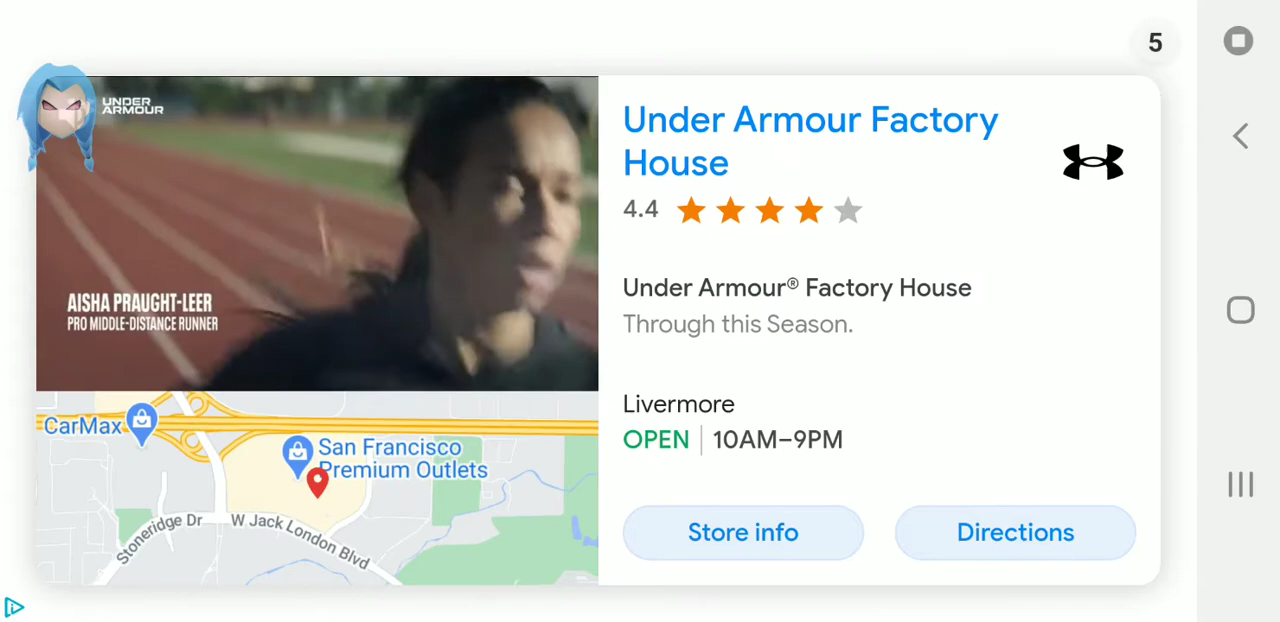 5
UNDER
ARMOUR
AISHA PRAUGHT-LEER
PRO MIDDLE-DISTANCE RUNNER
CarMax
San Francisco
Premium Outlets
Stoneridge Dr
W Jack London Blvd
Under Armour Factory
House
4.4
Under Armour® Factory House
Through this Season.
Livermore
OPEN | 10AM–9PM
Store info
Directions